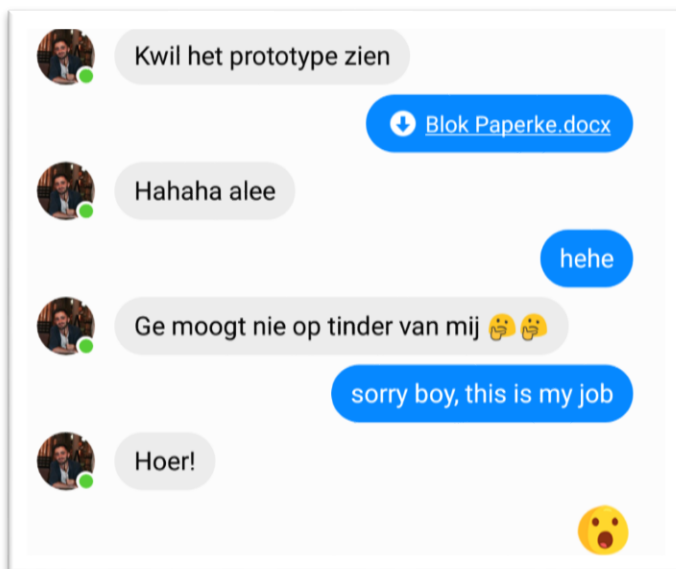 Kwil het prototype zien
Blok Paperke.docx
Hahaha alee
hehe
Ge moogt nie op tinder van mij 🤔🤔
sorry boy, this is my job
Hoer!
😮